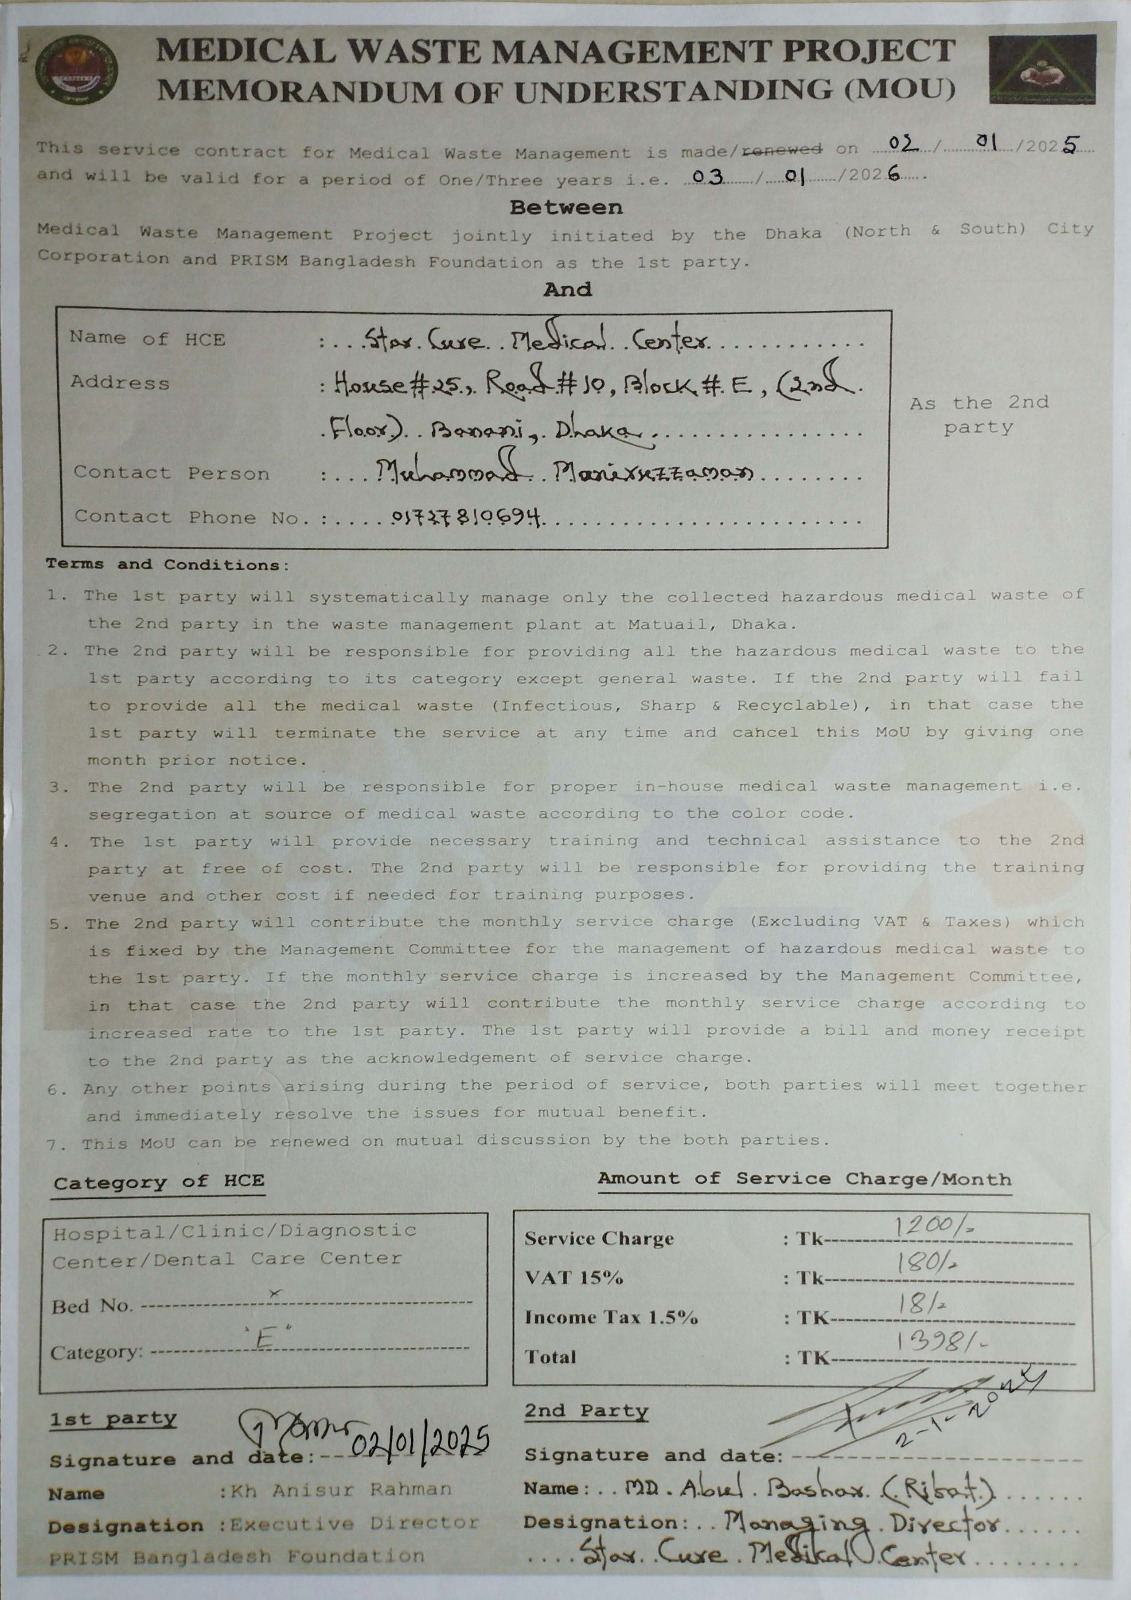 MEDICAL WASTE MANAGEMENT PROJECT
MEMORANDUM OF UNDERSTANDING (MOU)
This service contract for Medical Waste Management is made/renewed on 02 / 01 /2025
and will be valid for a period of One/Three years i.e. 03 / 01 /2026.
Between
Medical Waste Management Project jointly initiated by the Dhaka (North & South) City
Corporation and PRISM Bangladesh Foundation as the 1st party.
And
Name of HCE : Star Cure Medical Center
Address : House #25, Road #10, Block # E, (2nd
Floor) Banani, Dhaka.
As the 2nd
party
Contact Person : Muhammad Maniruzzaman
Contact Phone No. : 01727810694
Terms and Conditions:
1. The 1st party will systematically manage only the collected hazardous medical waste of
the 2nd party in the waste management plant at Matuail, Dhaka.
2. The 2nd party will be responsible for providing all the hazardous medical waste to the
1st party according to its category except general waste. If the 2nd party will fail
to provide all the medical waste (Infectious, Sharp & Recyclable), in that case the
1st party will terminate the service at any time and cancel this MoU by giving one
month prior notice.
3. The 2nd party will be responsible for proper in-house medical waste management i.e.
segregation at source of medical waste according to the color code.
4. The 1st party will provide necessary training and technical assistance to the 2nd
party at free of cost. The 2nd party will be responsible for providing the training
venue and other cost if needed for training purposes.
5. The 2nd party will contribute the monthly service charge (Excluding VAT & Taxes) which
is fixed by the Management Committee for the management of hazardous medical waste to
the 1st party. If the monthly service charge is increased by the Management Committee,
in that case the 2nd party will contribute the monthly service charge according to
increased rate to the 1st party. The 1st party will provide a bill and money receipt
to the 2nd party as the acknowledgement of service charge.
6. Any other points arising during the period of service, both parties will meet together
and immediately resolve the issues for mutual benefit.
7. This MoU can be renewed on mutual discussion by the both parties.
Category of HCE
Hospital/Clinic/Diagnostic
Center/Dental Care Center
Bed No. x
Category: "E"
Amount of Service Charge/Month
Service Charge : Tk 1200/-
VAT 15% : Tk 180/-
Income Tax 1.5% : TK 18/-
Total : TK 1398/-
1st party
Signature and date: 02/01/2025
Name :Kh Anisur Rahman
Designation :Executive Director
PRISM Bangladesh Foundation
2nd Party
Signature and date:
Name: MD. Abul Bashar (Ribat)
Designation: Managing Director
Star Cure Medical Center